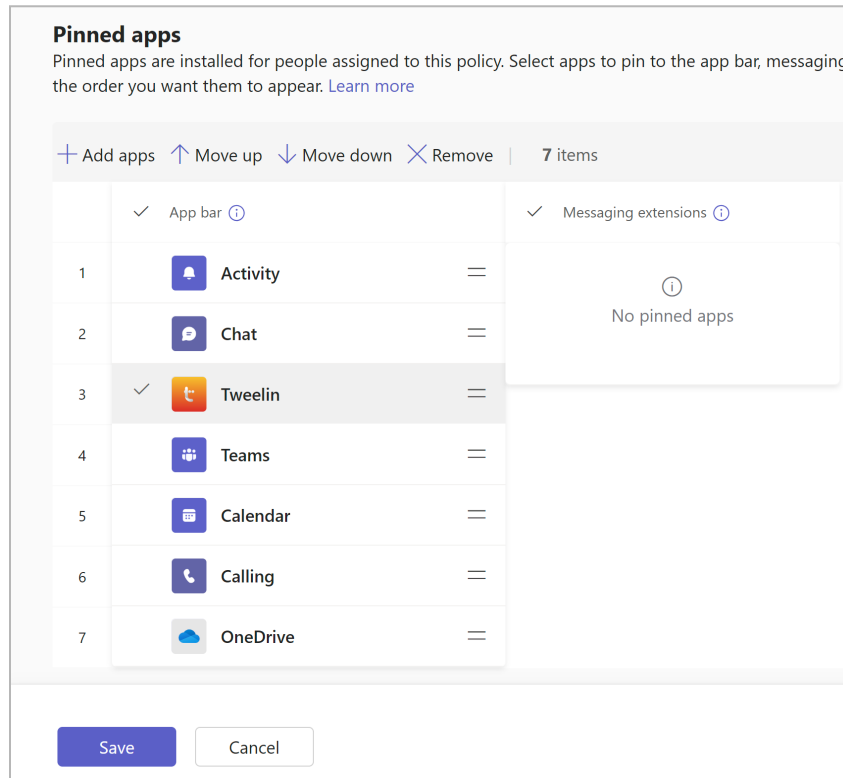 Pinned apps
Pinned apps are installed for people assigned to this policy. Select apps to pin to the app bar, messaging
the order you want them to appear. Learn more
Add apps Move up Move down Remove | 7 items
App bar Messaging extensions
1 Activity
No pinned apps
2 Chat
3 Tweelin
4 Teams
5 Calendar
6 Calling
7 OneDrive
Save Cancel